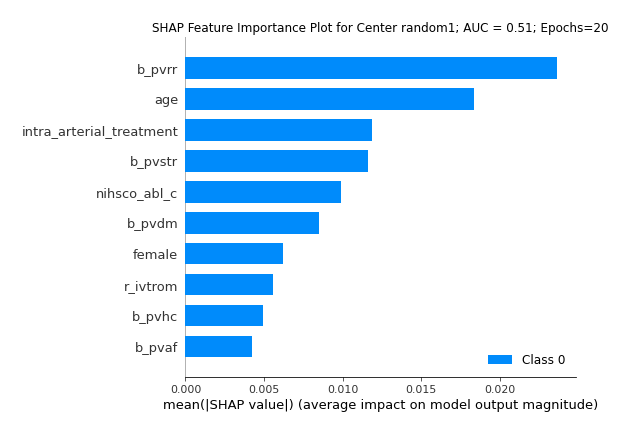 SHAP Feature Importance Plot for Center random1; AUC = 0.51; Epochs=20
b_pvrr
age
intra_arterial_treatment
b_pvstr
nihsco_abl_c
b_pvdm
female
r_ivtrom
b_pvhc
b_pvaf
Class 0
0.000 0.005 0.010 0.015 0.020
mean(|SHAP value|) (average impact on model output magnitude)